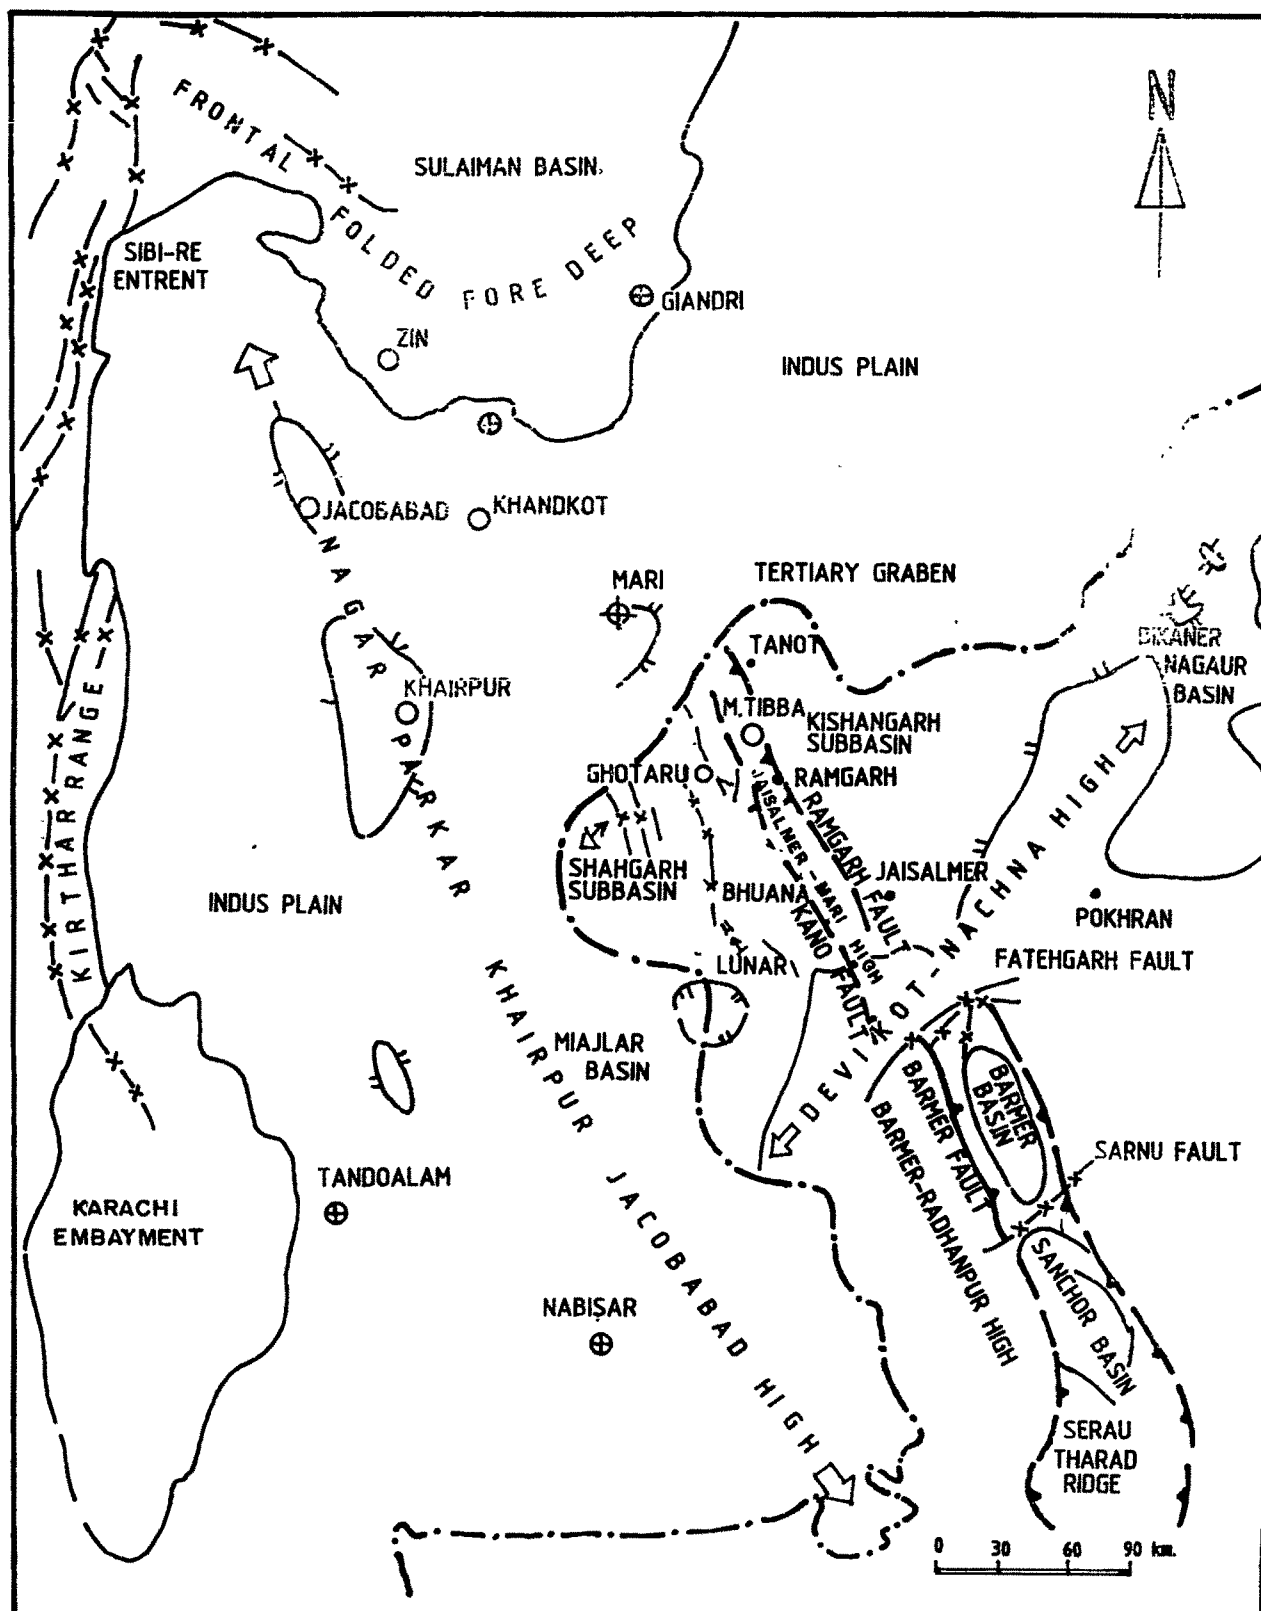 N
FRONTAL FOLDED FORE DEEP
SULAIMAN BASIN
SIBI-RE
ENTRENT
GIANDRI
ZIN
INDUS PLAIN
JACOBABAD
KHANDKOT
MARI
TERTIARY GRABEN
TANOT
BIKANER
NAGAUR
BASIN
KHAIRPUR
M.TIBBA
KISHANGARH
SUBBASIN
GHOTARU
RAMGARH
RAMGARH FAULT
JAISALMER-MARI HIGH
KANO FAULT
SHAHGARH
SUBBASIN
BHUANA
JAISALMER
POKHRAN
KIRTHAR RANGE
INDUS PLAIN
NAGAR PARKAR KHAIRPUR JACOBABAD HIGH
LUNAR
FATEHGARH FAULT
DEVIKOT-NACHNA HIGH
MIAJLAR
BASIN
BARMER
BASIN
BARMER FAULT
BARMER-RADHANPUR HIGH
SARNU FAULT
TANDOALAM
KARACHI
EMBAYMENT
SANCHOR BASIN
NABISAR
SERAU
THARAD
RIDGE
0 30 60 90 km.